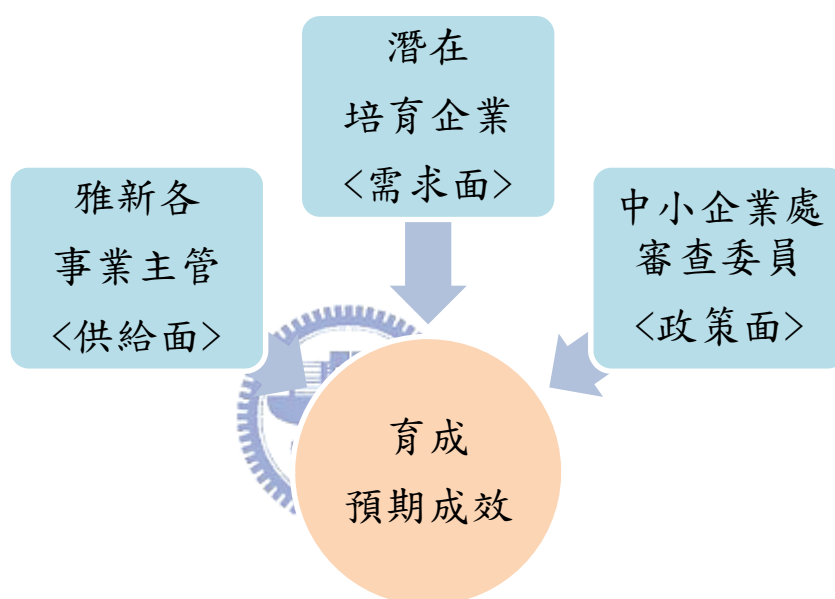 潛在
培育企業
<需求面>
雅新各
事業主管
<供給面>
中小企業處
審查委員
<政策面>
育成
預期成效